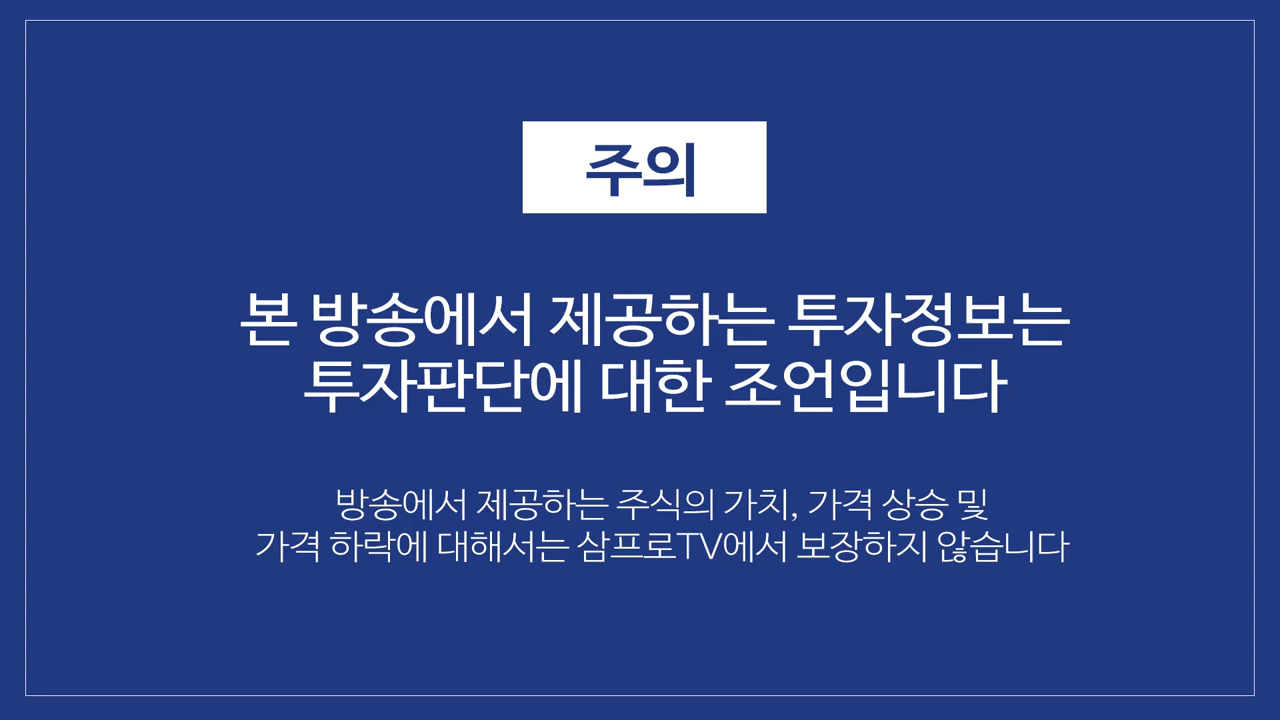 주의
본 방송에서 제공하는 투자정보는
투자판단에 대한 조언입니다
방송에서 제공하는 주식의 가치, 가격 상승 및
가격 하락에 대해서는 삼프로TV에서 보장하지 않습니다